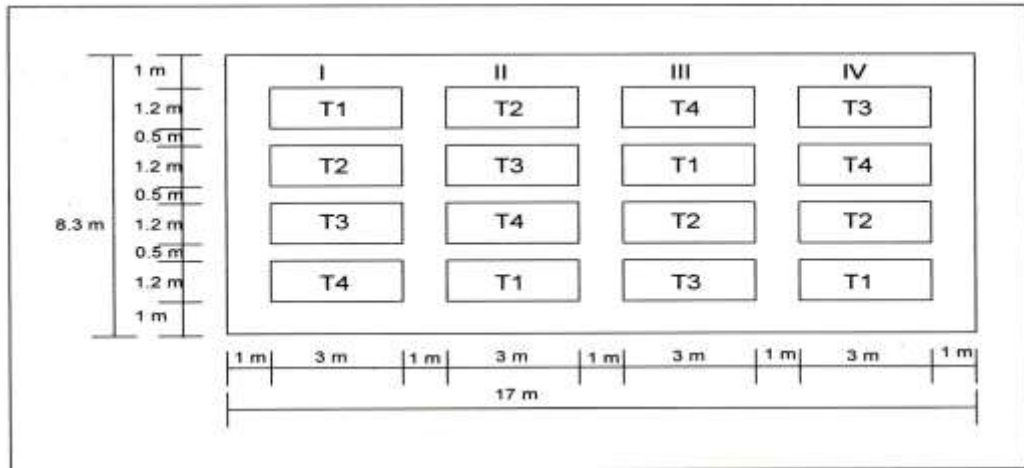 I II III IV
1 m
T1 T2 T4 T3
1.2 m
0.5 m
T2 T3 T1 T4
1.2 m
0.5 m
8.3 m
T3 T4 T2 T2
1.2 m
0.5 m
T4 T1 T3 T1
1.2 m
1 m
1 m 3 m 1 m 3 m 1 m 3 m 1 m 3 m 1 m
17 m